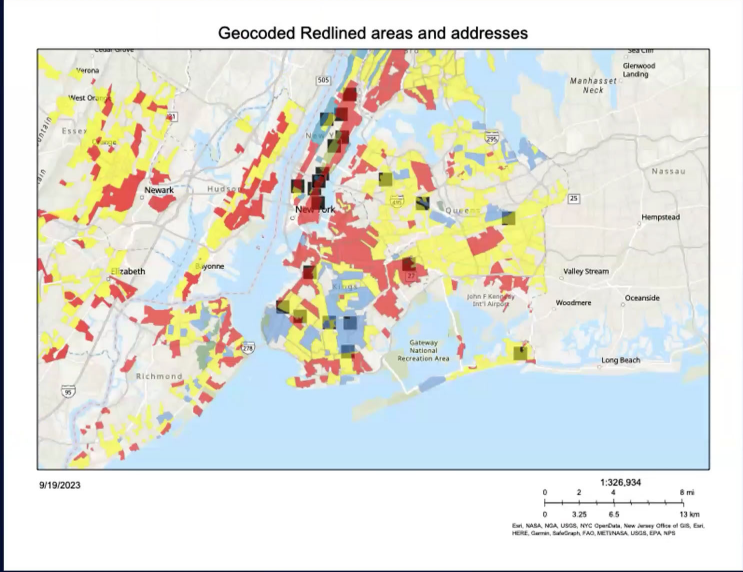 Geocoded Redlined areas and addresses
Cedar Grove
Sea Cliff
Verona
Glenwood
Landing
505
Manhasset
Neck
West Oran
Essex
295
Nassau
Newark
Hudson
25
New York
Queens
Hempstead
Elizabeth
Bayonne
27
Valley Stream
Kings
John F Kennedy
Int'l Airport
Woodmere
Oceanside
278
Gateway
National
Recreation Area
Long Beach
Richmond
95
9/19/2023
1:326,934
0 2 4 8 mi
0 3.25 6.5 13 km
Esri, NASA, NGA, USGS, NYC OpenData, New Jersey Office of GIS, Esri,
HERE, Garmin, SafeGraph, FAO, METI/NASA, USGS, EPA, NPS